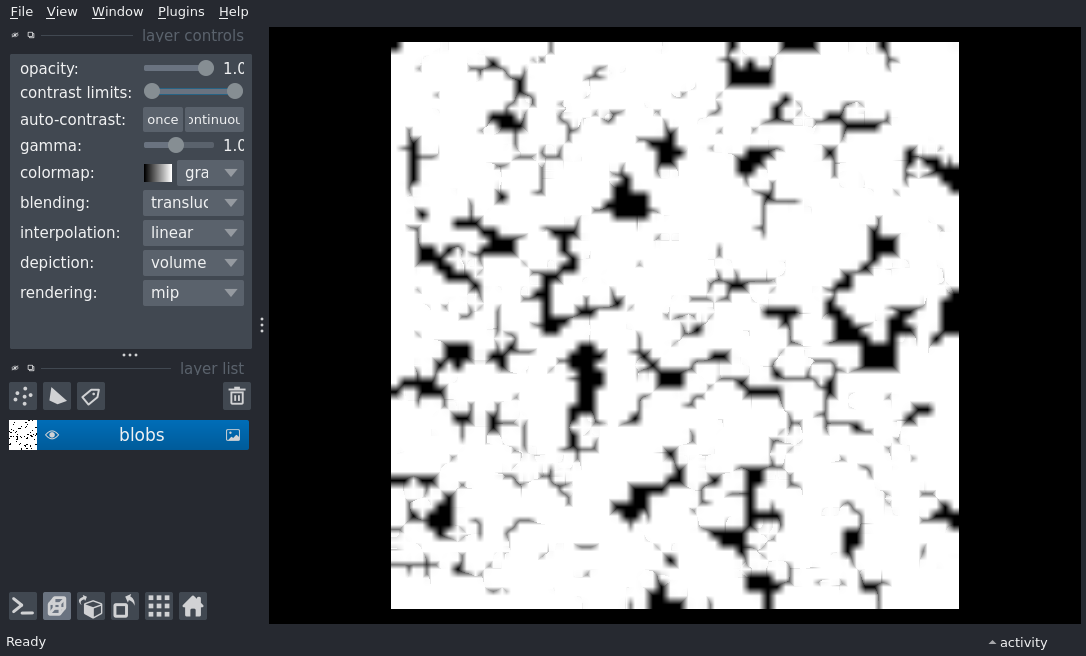 File View Window Plugins Help
layer controls
opacity: 1.0
contrast limits:
auto-contrast: once ontinuou
gamma: 1.0
colormap: gra
blending: transluc
interpolation: linear
depiction: volume
rendering: mip
layer list
blobs
Ready
activity